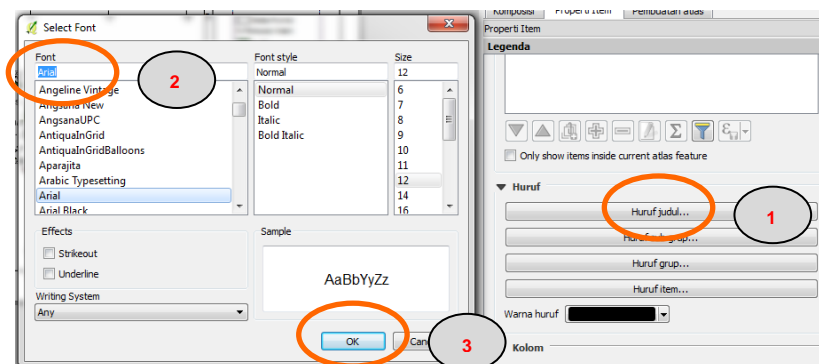 Select Font
Font
Arial
Angeline Vintage
Angsana New
AngsanaUPC
AntiquaInGrid
AntiquaInGridBalloons
Aparajita
Arabic Typesetting
Arial
Arial Black
Font style
Normal
Normal
Bold
Italic
Bold Italic
Size
12
6
7
8
9
10
11
12
14
16
Effects
Strikeout
Underline
Writing System
Any
Sample
AaBbYyZz
OK
2
3
Komposisi
Properti Item
Pembuatan atlas
Properti Item
Legenda
Only show items inside current atlas feature
Huruf
Huruf judul...
1
Huruf grup...
Huruf item...
Warna huruf
Kolom